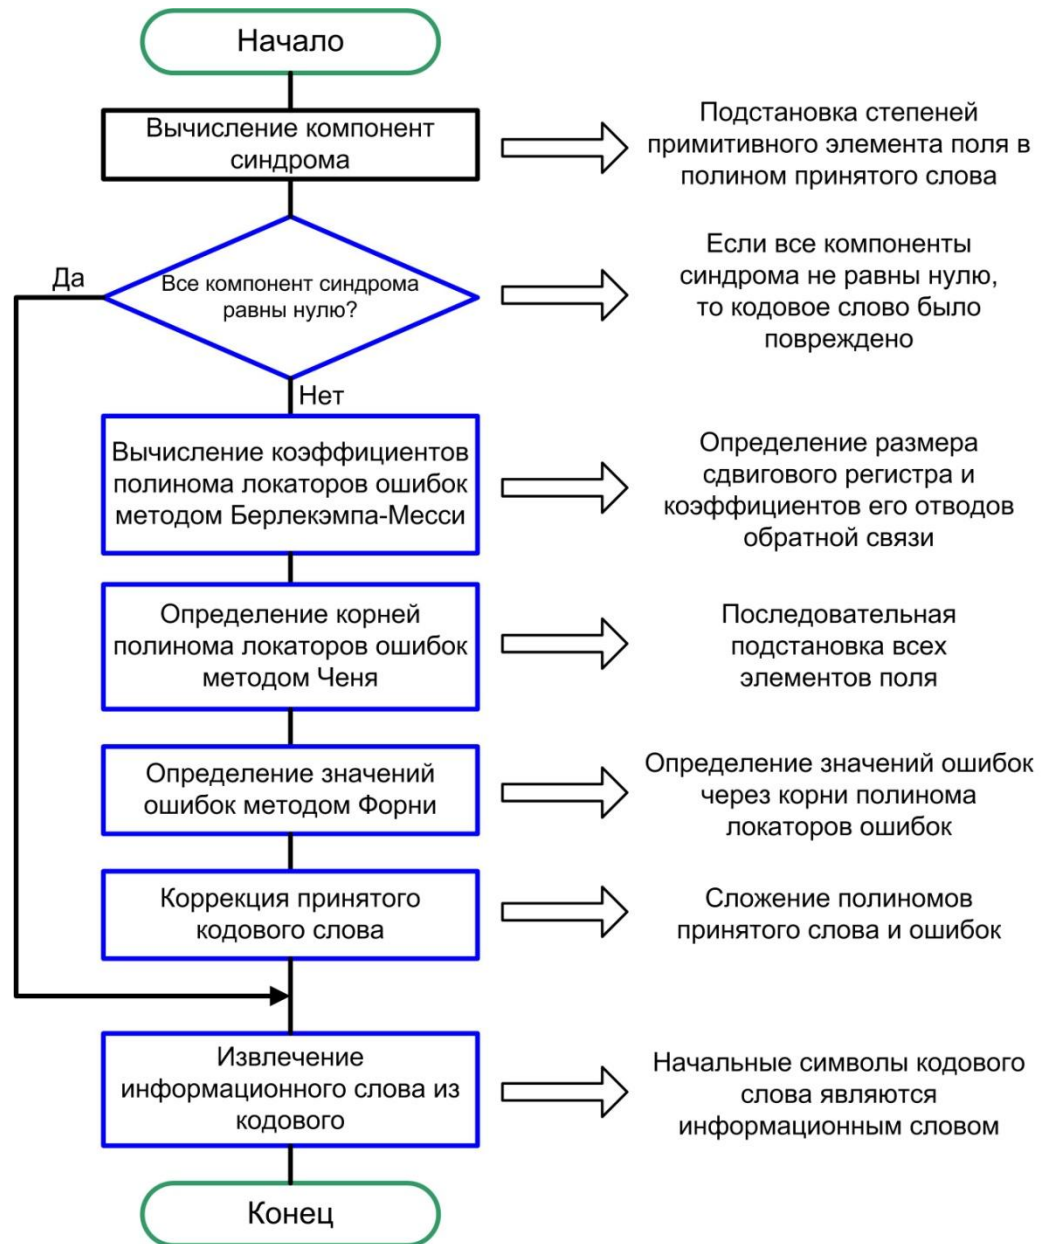 Начало
Вычисление компонент
синдрома
Подстановка степеней
примитивного элемента поля в
полином принятого слова
Да
Все компонент синдрома
равны нулю?
Если все компоненты
синдрома не равны нулю,
то кодовое слово было
повреждено
Нет
Вычисление коэффициентов
полинома локаторов ошибок
методом Берлекэмпа-Месси
Определение размера
сдвигового регистра и
коэффициентов его отводов
обратной связи
Определение корней
полинома локаторов ошибок
методом Ченя
Последовательная
подстановка всех
элементов поля
Определение значений
ошибок методом Форни
Определение значений ошибок
через корни полинома
локаторов ошибок
Коррекция принятого
кодового слова
Сложение полиномов
принятого слова и ошибок
Извлечение
информационного слова из
кодового
Начальные символы кодового
слова являются
информационным словом
Конец